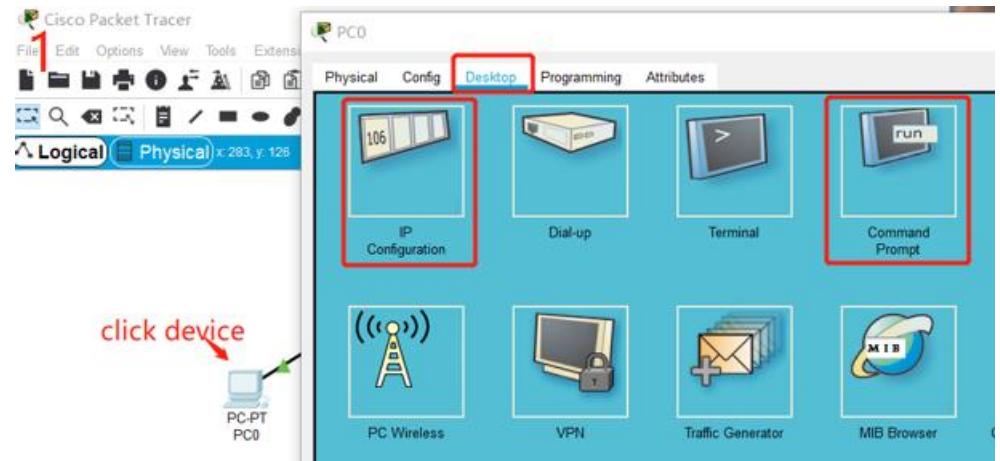 Cisco Packet Tracer
1
File Edit Options View Tools
Logical Physical x: 283, y: 126
click device
PC-PT
PC0
PC0
Physical Config Desktop Programming Attributes
106
run
IP
Configuration
Dial-up
Terminal
Command
Prompt
MIB
PC Wireless
VPN
Traffic Generator
MIB Browser